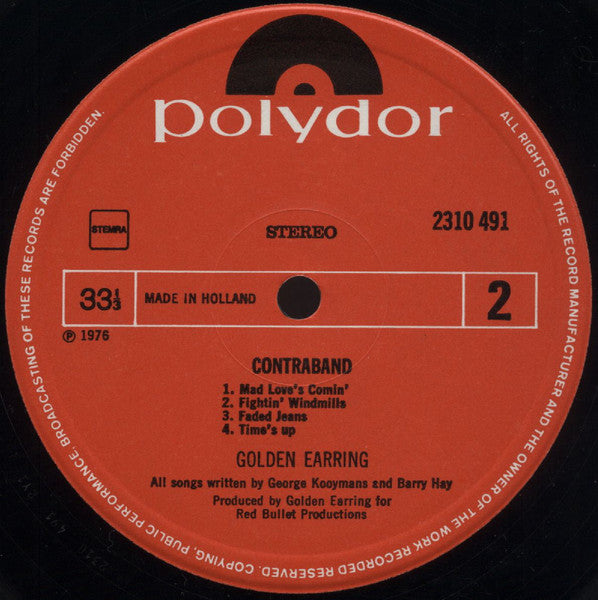 polydor
STEMRA
STEREO
2310 491
33⅓
MADE IN HOLLAND
2
℗ 1976
CONTRABAND
1. Mad Love's Comin'
2. Fightin' Windmills
3. Faded Jeans
4. Time's up
GOLDEN EARRING
All songs written by George Kooymans and Barry Hay
Produced by Golden Earring for
Red Bullet Productions
ALL RIGHTS OF THE RECORD MANUFACTURER AND THE OWNER OF THE WORK RECORDED RESERVED. COPYING, PUBLIC PERFORMANCE, BROADCASTING OF THESE RECORDS ARE FORBIDDEN.